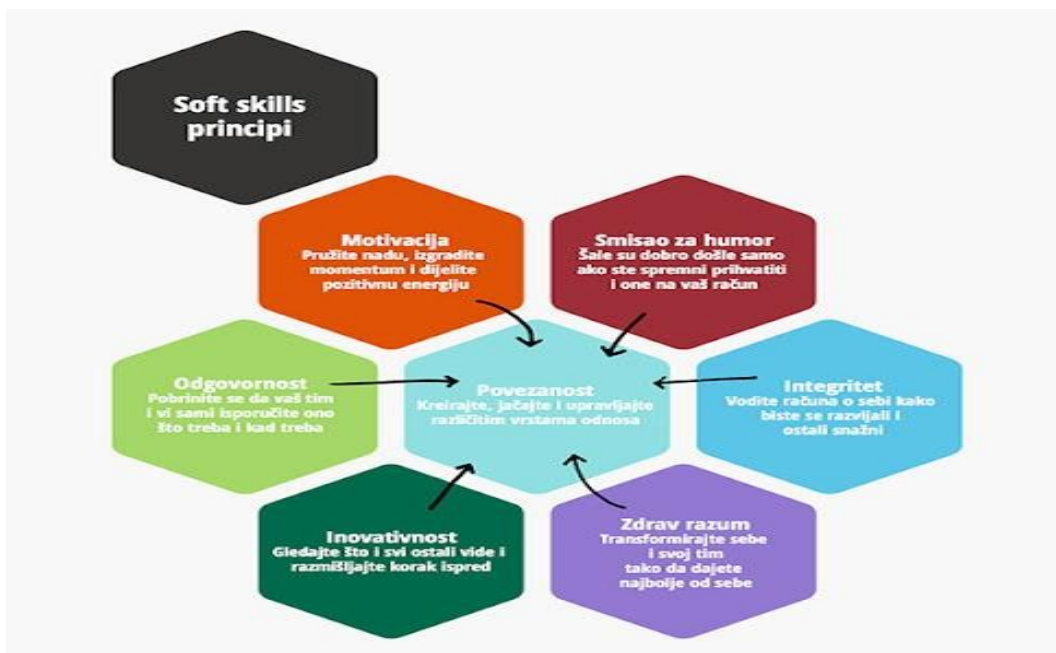 Soft skills
principi
Motivacija
Pružite nadu, izgradite
momentum i dijelite
pozitivnu energiju
Smisao za humor
Šale su dobro došle samo
ako ste spremni prihvatiti
i one na vaš račun
Odgovornost
Pobrinite se da vaš tim
i vi sami isporučite ono
što treba i kad treba
Povezanost
Kreirajte, jačajte i upravljajte
različitim vrstama odnosa
Integritet
Vodite računa o sebi kako
biste se razvijali i
ostali snažni
Inovativnost
Gledajte što i svi ostali vide i
razmišljajte korak ispred
Zdrav razum
Transformirajte sebe
i svoj tim
tako da dajete
najbolje od sebe